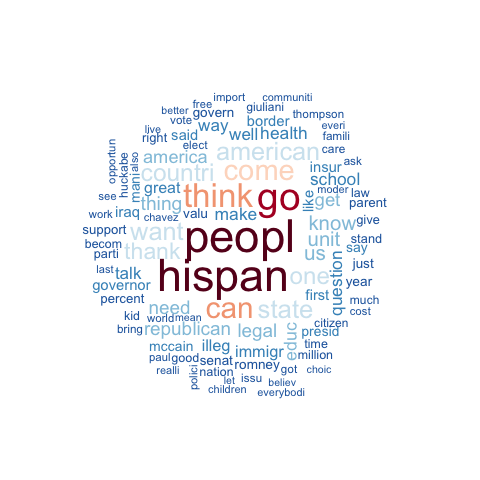 import communiti
better free giuliani
vote govern thompson
live said way border everi
right well health famili
elect care
opportun also america american insur ask
huckabe mani countri come moder
see great think go like school law
thing get parent
work iraq chavez valu make know give
support want peopl unit stand
becom thank us say
parti hispan one question just
last talk year
governor first much
percent need can state cost
kid world mean republican legal educ presid citizen
bring time
mccain illeg immigr million
paul good senat romney got
realli polici nation issu choic
let believ
children everybodi